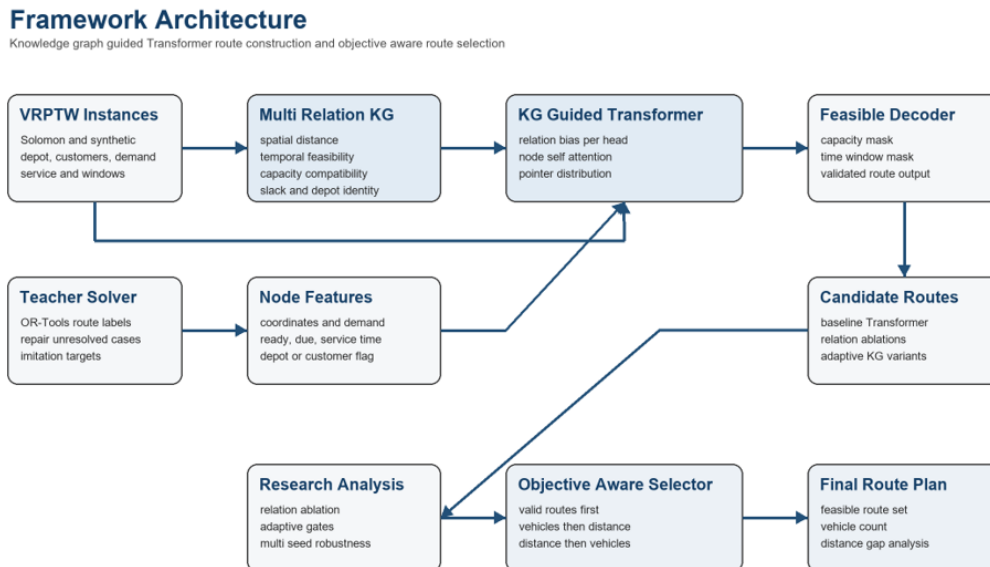 Framework Architecture
Knowledge graph guided Transformer route construction and objective aware route selection
VRPTW Instances
Solomon and synthetic
depot, customers, demand
service and windows
Multi Relation KG
spatial distance
temporal feasibility
capacity compatibility
slack and depot identity
KG Guided Transformer
relation bias per head
node self attention
pointer distribution
Feasible Decoder
capacity mask
time window mask
validated route output
Teacher Solver
OR-Tools route labels
repair unresolved cases
imitation targets
Node Features
coordinates and demand
ready, due, service time
depot or customer flag
Candidate Routes
baseline Transformer
relation ablations
adaptive KG variants
Research Analysis
relation ablation
adaptive gates
multi seed robustness
Objective Aware Selector
valid routes first
vehicles then distance
distance then vehicles
Final Route Plan
feasible route set
vehicle count
distance gap analysis